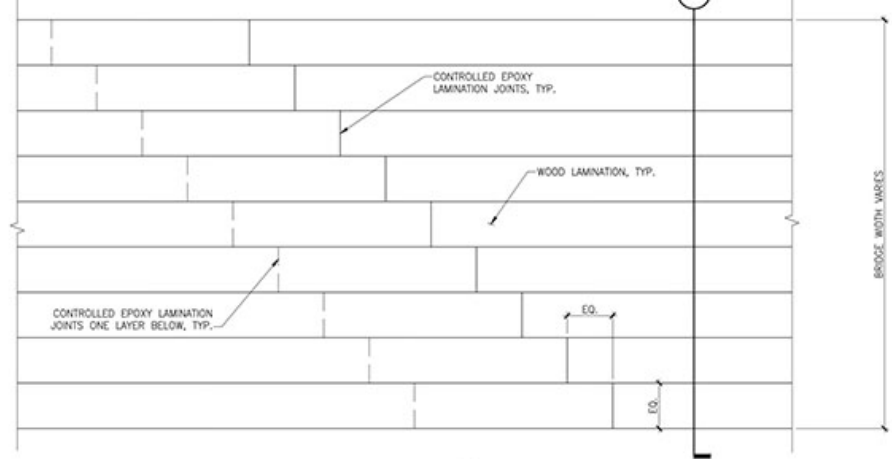 CONTROLLED EPOXY
LAMINATION JOINTS, TYP.
WOOD LAMINATION, TYP.
BRIDGE WIDTH VARIES
CONTROLLED EPOXY LAMINATION
JOINTS ONE LAYER BELOW, TYP.
EQ.
EQ.